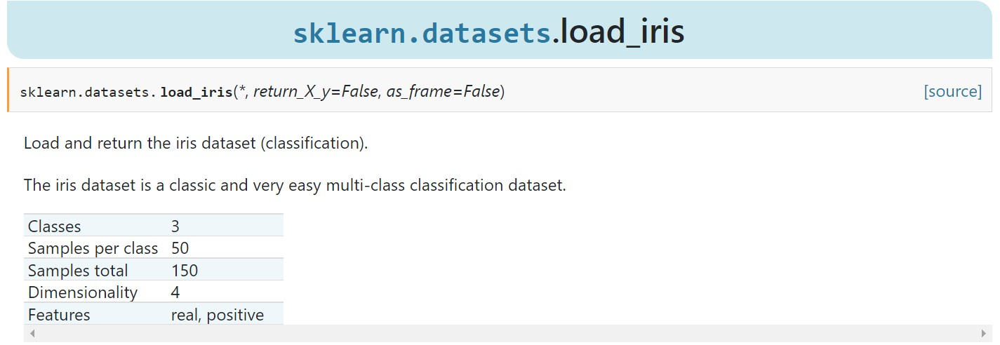 sklearn.datasets.load_iris
sklearn.datasets.load_iris(*, return_X_y=False, as_frame=False) [source]
Load and return the iris dataset (classification).
The iris dataset is a classic and very easy multi-class classification dataset.
Classes 3
Samples per class 50
Samples total 150
Dimensionality 4
Features real, positive